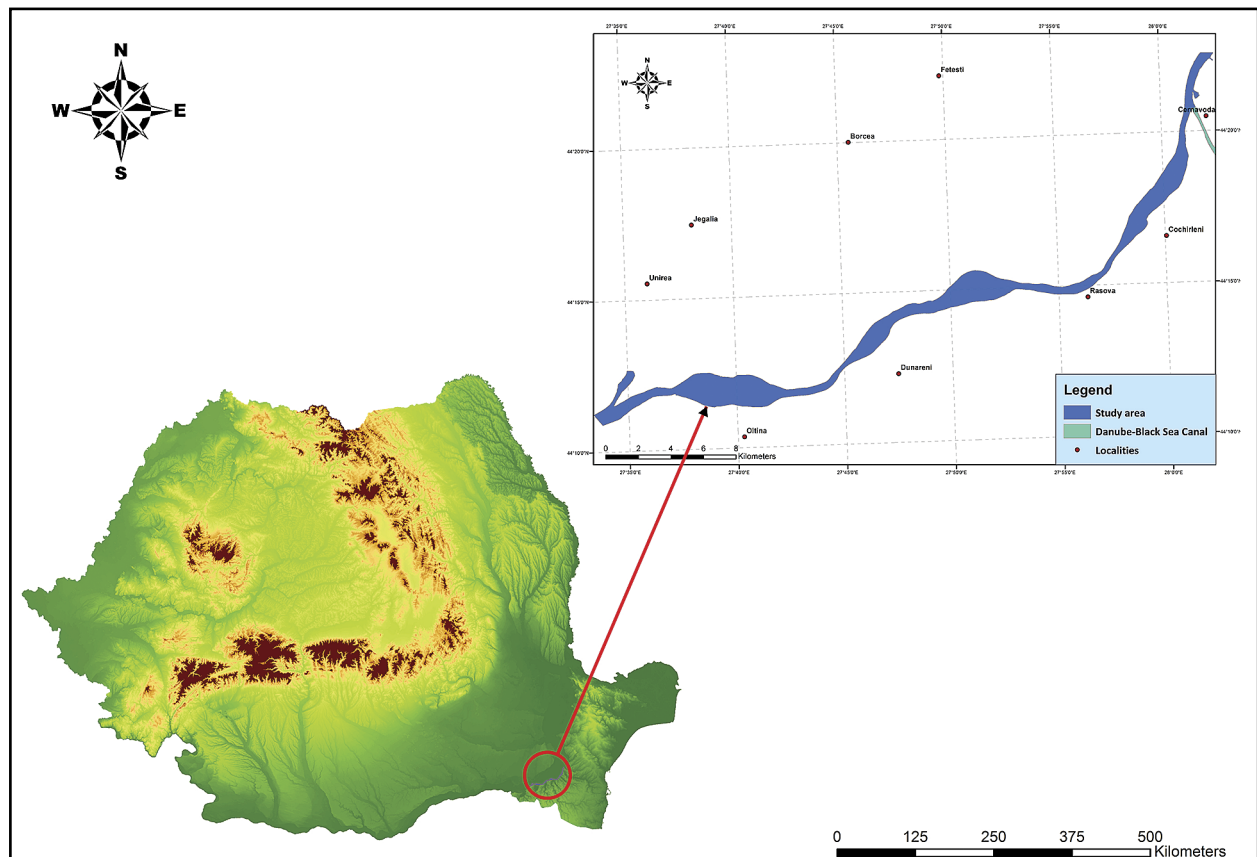 N
W E
S
N
W E
S
27°35'0"E 27°40'0"E 27°45'0"E 27°50'0"E 27°55'0"E 28°0'0"E
Fetesti
Cernavoda
Borcea
44°20'0"N 44°20'0"N
Jegalia
Cochirleni
Unirea
44°15'0"N 44°15'0"N
Rasova
Dunareni
Oltina
44°10'0"N
0 2 4 6 8
Kilometers
27°35'0"E 27°40'0"E 27°45'0"E 27°50'0"E 27°55'0"E 28°0'0"E
Legend
Study area
Danube-Black Sea Canal
Localities
0 125 250 375 500
Kilometers